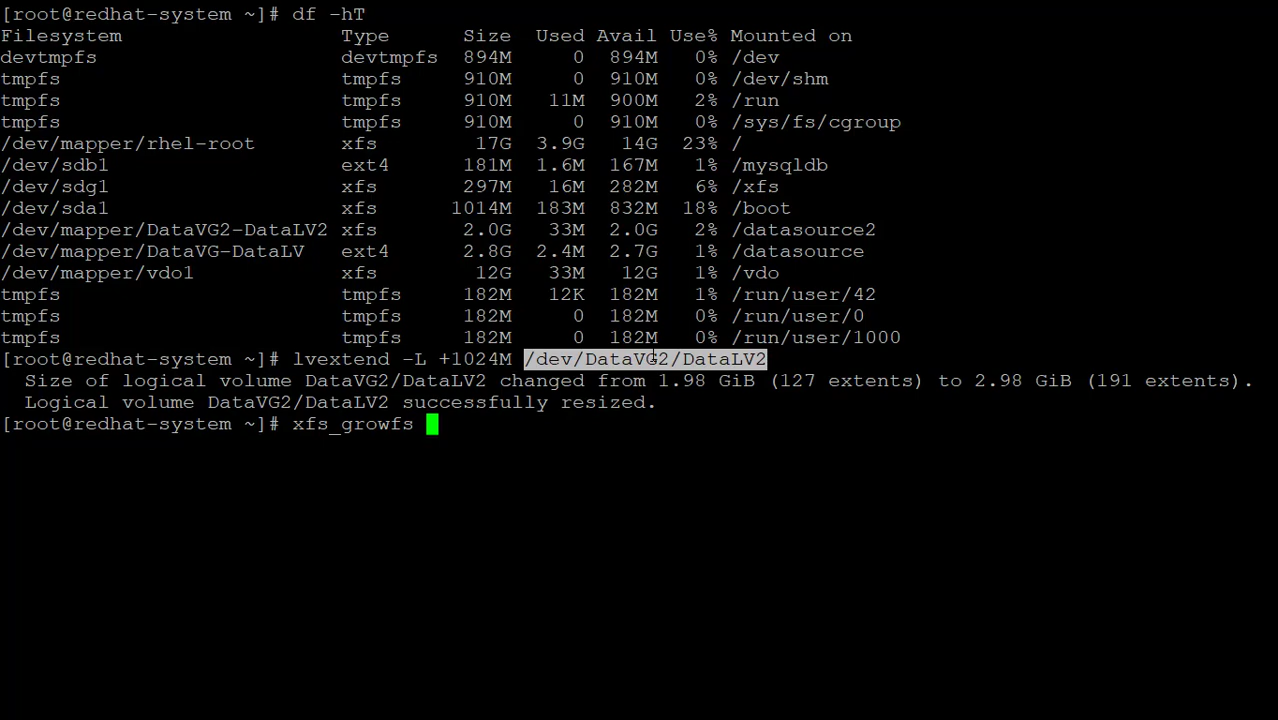 [root@redhat-system ~]# df -hT
Filesystem                  Type      Size  Used Avail Use% Mounted on
devtmpfs                    devtmpfs  894M     0  894M   0% /dev
tmpfs                       tmpfs     910M     0  910M   0% /dev/shm
tmpfs                       tmpfs     910M   11M  900M   2% /run
tmpfs                       tmpfs     910M     0  910M   0% /sys/fs/cgroup
/dev/mapper/rhel-root       xfs        17G  3.9G   14G  23% /
/dev/sdb1                   ext4      181M  1.6M  167M   1% /mysqldb
/dev/sdg1                   xfs       297M   16M  282M   6% /xfs
/dev/sda1                   xfs      1014M  183M  832M  18% /boot
/dev/mapper/DataVG2-DataLV2 xfs       2.0G   33M  2.0G   2% /datasource2
/dev/mapper/DataVG-DataLV   ext4      2.8G  2.4M  2.7G   1% /datasource
/dev/mapper/vdo1            xfs        12G   33M   12G   1% /vdo
tmpfs                       tmpfs     182M   12K  182M   1% /run/user/42
tmpfs                       tmpfs     182M     0  182M   0% /run/user/0
tmpfs                       tmpfs     182M     0  182M   0% /run/user/1000
[root@redhat-system ~]# lvextend -L +1024M /dev/DataVG2/DataLV2
  Size of logical volume DataVG2/DataLV2 changed from 1.98 GiB (127 extents) to 2.98 GiB (191 extents).
  Logical volume DataVG2/DataLV2 successfully resized.
[root@redhat-system ~]# xfs_growfs